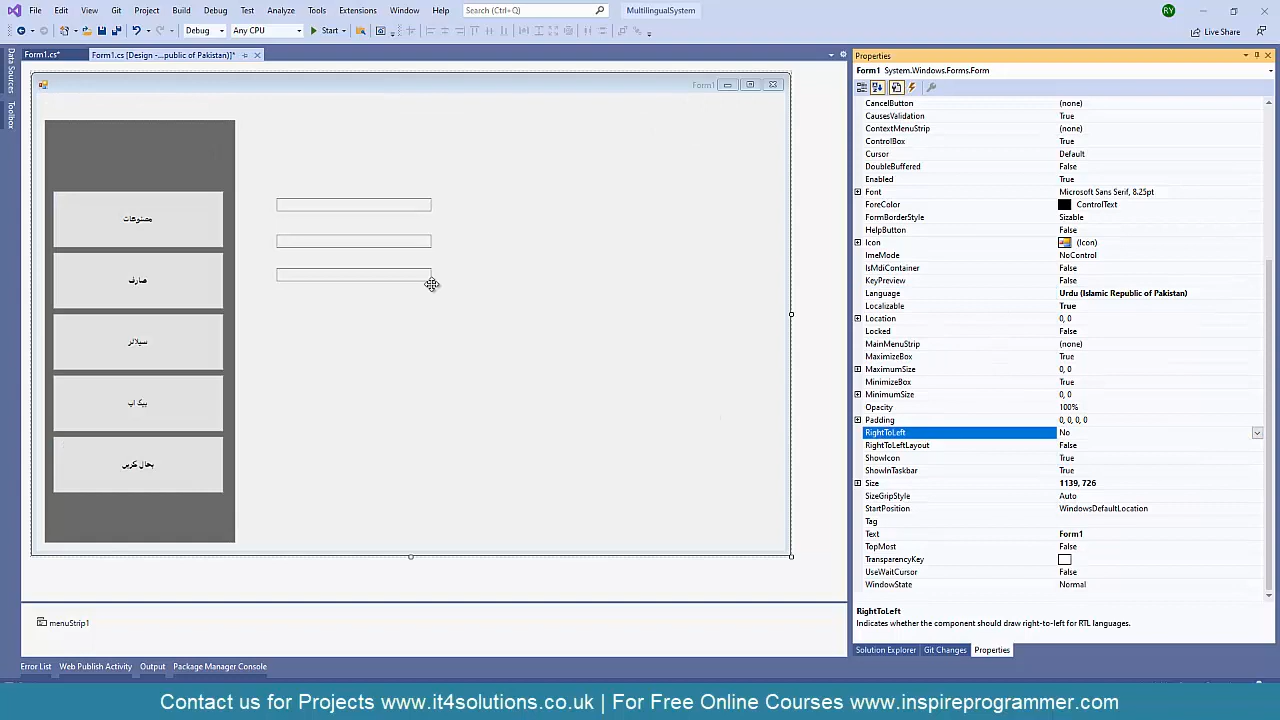 File Edit View Git Project Build Debug Test Analyze Tools Extensions Window Help Search (Ctrl+Q) MultilingualSystem RY
Debug Any CPU Start Live Share
Form1.cs* Form1.cs [Design -...public of Pakistan)]*
Data Sources
Toolbox
Form1
مصنوعات
صارف
سپلائر
بیک اپ
بحال کریں
menuStrip1
Error List Web Publish Activity Output Package Manager Console
Properties
Form1 System.Windows.Forms.Form
CancelButton (none)
CausesValidation True
ContextMenuStrip (none)
ControlBox True
Cursor Default
DoubleBuffered False
Enabled True
Font Microsoft Sans Serif, 8.25pt
ForeColor ControlText
FormBorderStyle Sizable
HelpButton False
Icon (Icon)
ImeMode NoControl
IsMdiContainer False
KeyPreview False
Language Urdu (Islamic Republic of Pakistan)
Localizable True
Location 0, 0
Locked False
MainMenuStrip (none)
MaximizeBox True
MaximumSize 0, 0
MinimizeBox True
MinimumSize 0, 0
Opacity 100%
Padding 0, 0, 0, 0
RightToLeft No
RightToLeftLayout False
ShowIcon True
ShowInTaskbar True
Size 1139, 726
SizeGripStyle Auto
StartPosition WindowsDefaultLocation
Tag
Text Form1
TopMost False
TransparencyKey
UseWaitCursor False
WindowState Normal
RightToLeft
Indicates whether the component should draw right-to-left for RTL languages.
Solution Explorer Git Changes Properties
Contact us for Projects www.it4solutions.co.uk | For Free Online Courses www.inspireprogrammer.com